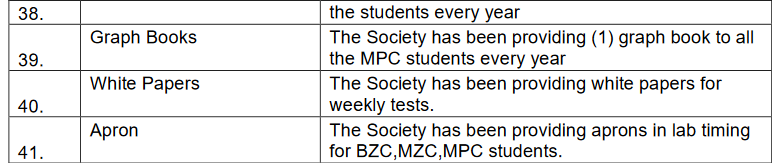 38. the students every year
Graph Books The Society has been providing (1) graph book to all
39. the MPC students every year
White Papers The Society has been providing white papers for
40. weekly tests.
Apron The Society has been providing aprons in lab timing
41. for BZC,MZC,MPC students.